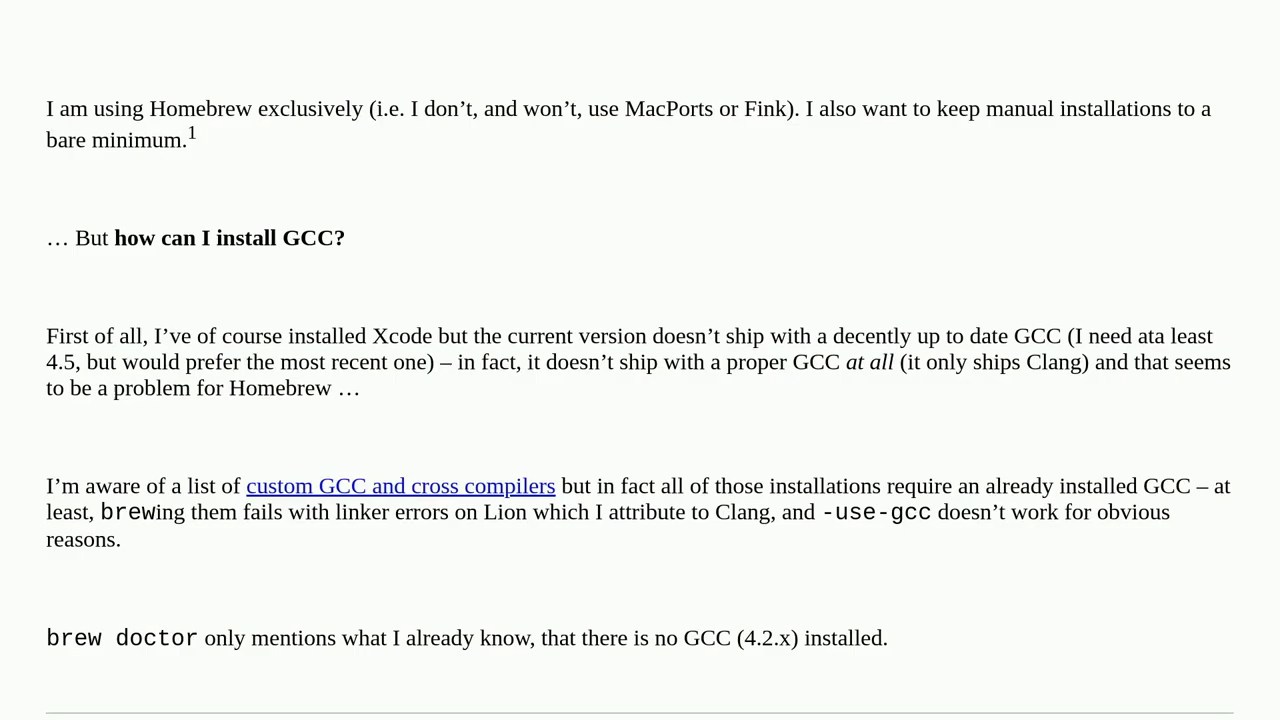 I am using Homebrew exclusively (i.e. I don’t, and won’t, use MacPorts or Fink). I also want to keep manual installations to a
bare minimum.1
… But how can I install GCC?
First of all, I’ve of course installed Xcode but the current version doesn’t ship with a decently up to date GCC (I need ata least
4.5, but would prefer the most recent one) – in fact, it doesn’t ship with a proper GCC at all (it only ships Clang) and that seems
to be a problem for Homebrew …
I’m aware of a list of custom GCC and cross compilers but in fact all of those installations require an already installed GCC – at
least, brewing them fails with linker errors on Lion which I attribute to Clang, and -use-gcc doesn’t work for obvious
reasons.
brew doctor only mentions what I already know, that there is no GCC (4.2.x) installed.